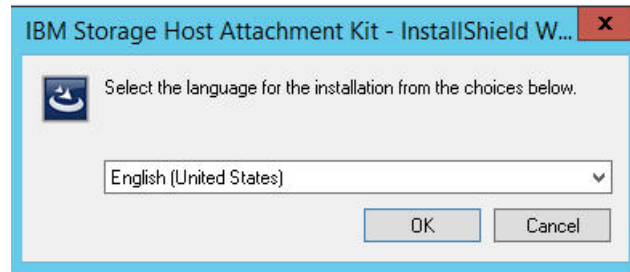 IBM Storage Host Attachment Kit - InstallShield W...
Select the language for the installation from the choices below.
English (United States)
OK Cancel